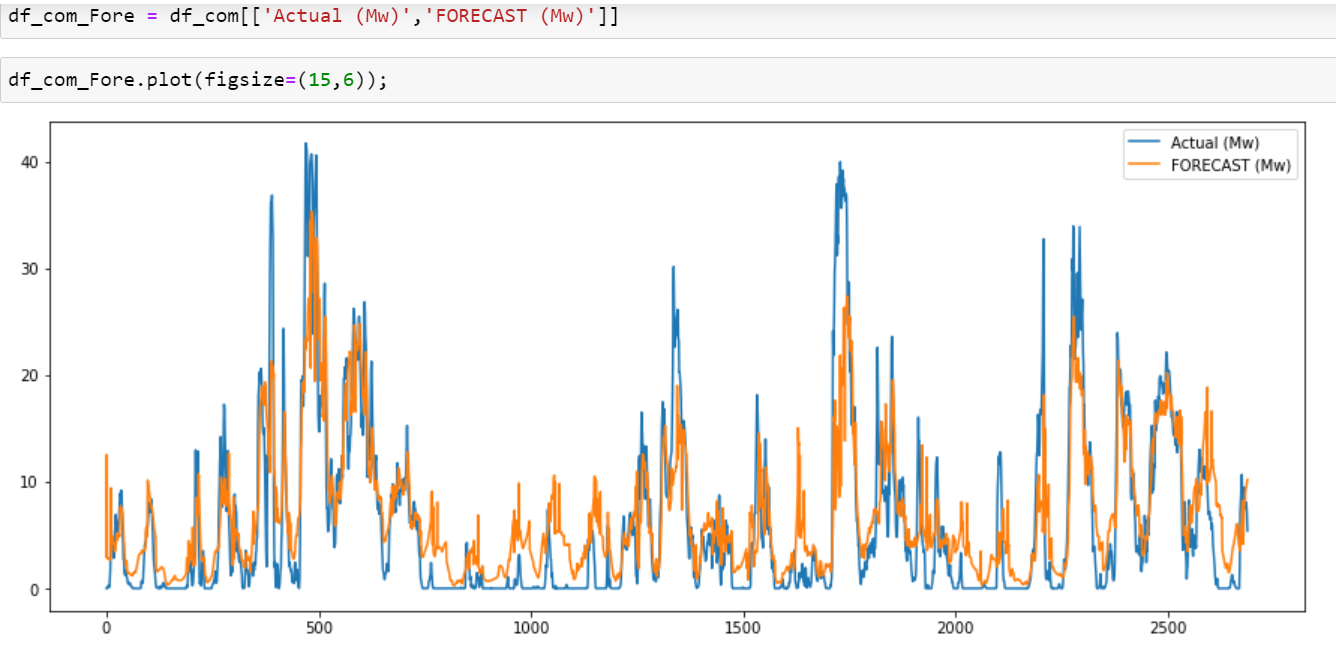 df_com_Fore = df_com[['Actual (Mw)','FORECAST (Mw)']]
df_com_Fore.plot(figsize=(15,6));
Actual (Mw)
FORECAST (Mw)
40
30
20
10
0
0 500 1000 1500 2000 2500